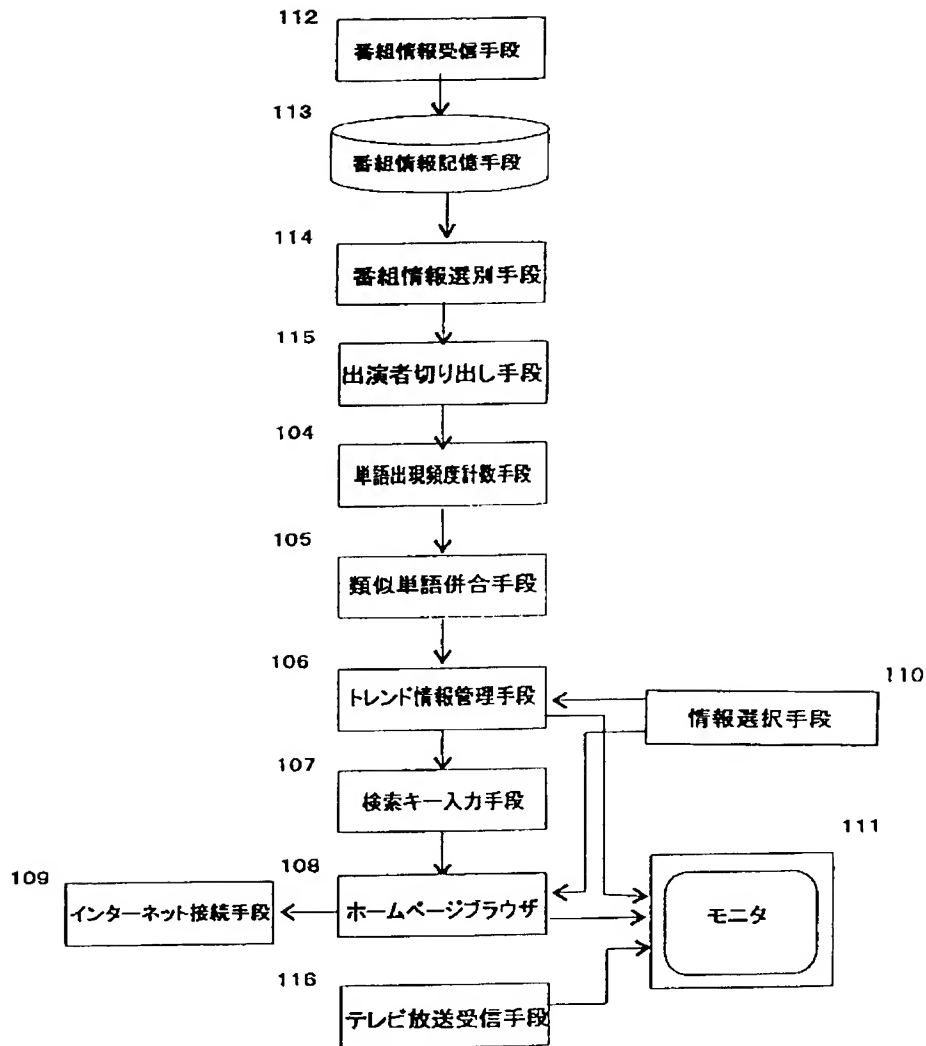 112
番組情報受信手段
113
番組情報記憶手段
114
番組情報選別手段
115
出演者切り出し手段
104
単語出現頻度計数手段
105
類似単語併合手段
106
トレンド情報管理手段
110
情報選択手段
107
検索キー入力手段
111
モニタ
108
ホームページブラウザ
109
インターネット接続手段
116
テレビ放送受信手段